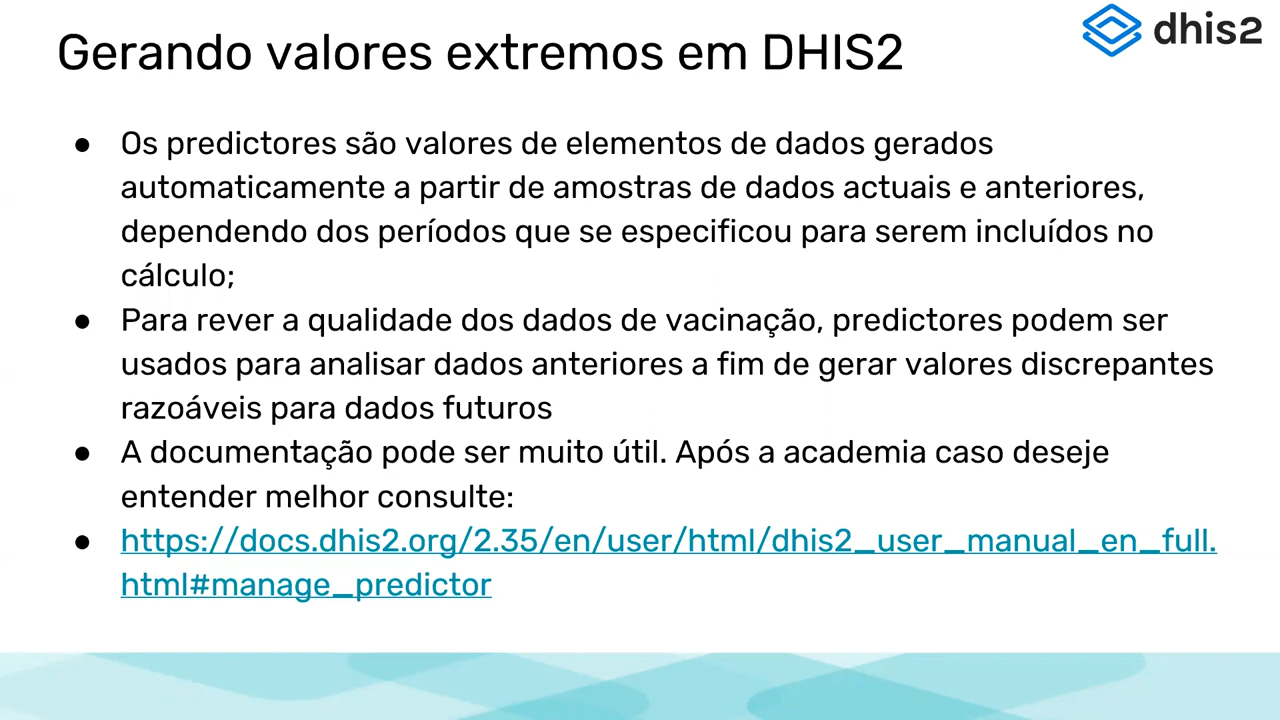 Gerando valores extremos em DHIS2
dhis2
● Os predictores são valores de elementos de dados gerados
automaticamente a partir de amostras de dados actuais e anteriores,
dependendo dos períodos que se especificou para serem incluídos no
cálculo;
● Para rever a qualidade dos dados de vacinação, predictores podem ser
usados para analisar dados anteriores a fim de gerar valores discrepantes
razoáveis para dados futuros
● A documentação pode ser muito útil. Após a academia caso deseje
entender melhor consulte:
● https://docs.dhis2.org/2.35/en/user/html/dhis2_user_manual_en_full.
html#manage_predictor